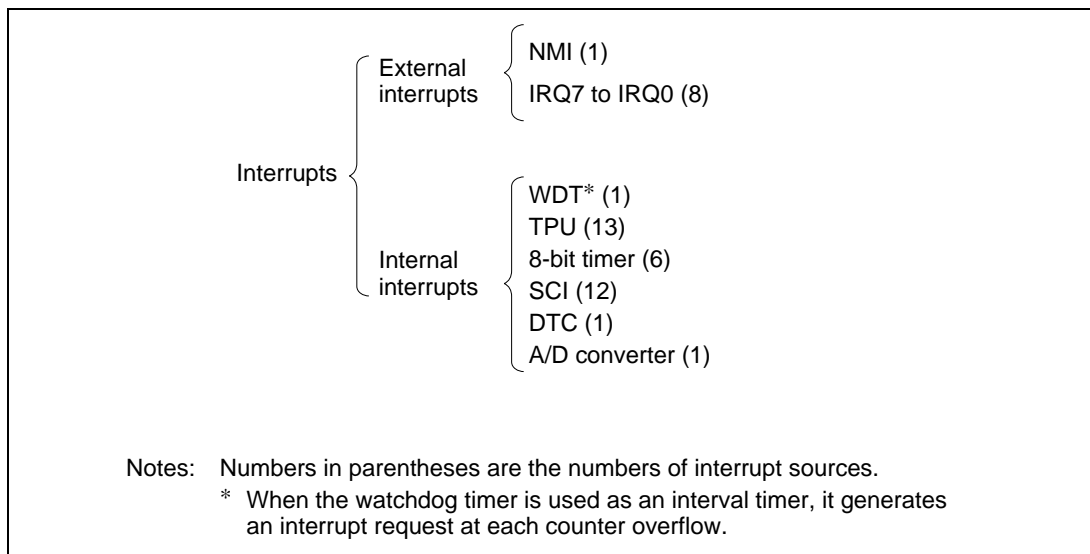 Interrupts
External
interrupts
NMI (1)
IRQ7 to IRQ0 (8)
Internal
interrupts
WDT* (1)
TPU (13)
8-bit timer (6)
SCI (12)
DTC (1)
A/D converter (1)
Notes: Numbers in parentheses are the numbers of interrupt sources.
* When the watchdog timer is used as an interval timer, it generates
an interrupt request at each counter overflow.